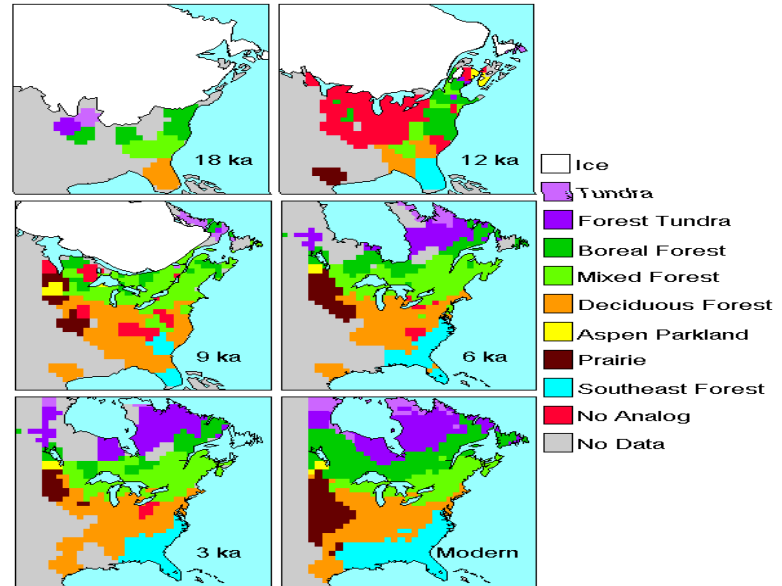 18 ka
12 ka
9 ka
6 ka
3 ka
Modern
Ice
Tundra
Forest Tundra
Boreal Forest
Mixed Forest
Deciduous Forest
Aspen Parkland
Prairie
Southeast Forest
No Analog
No Data